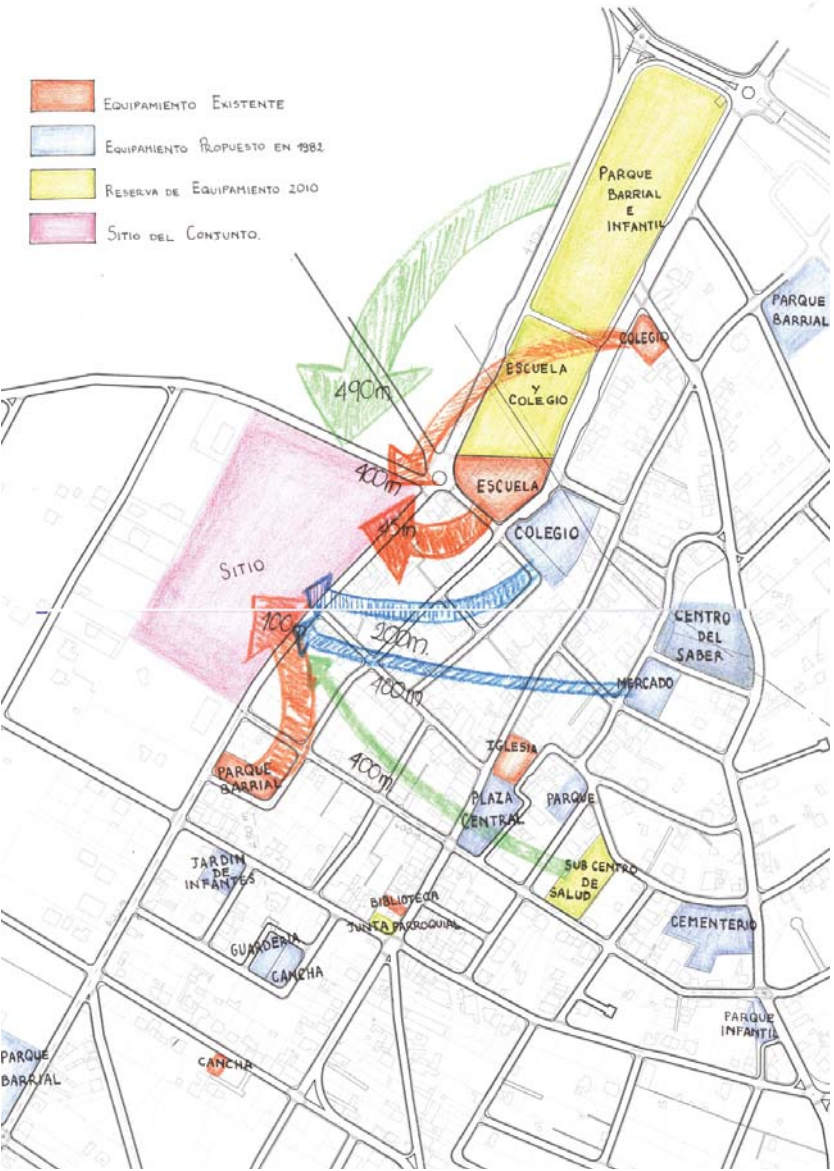 EQUIPAMIENTO EXISTENTE
EQUIPAMIENTO PROPUESTO EN 1982
RESERVA DE EQUIPAMIENTO 2010
SITIO DEL CONJUNTO.
PARQUE
BARRIAL
E
INFANTIL
PARQUE
BARRIAL
COLEGIO
ESCUELA
Y
COLEGIO
490m
400m
ESCUELA
45m
COLEGIO
SITIO
100
200m.
CENTRO
DEL
SABER
MERCADO
400m
IGLESIA
400m
PARQUE
BARRIAL
PLAZA
CENTRAL
PARQUE
JARDIN
DE
INFANTES
SUB CENTRO
DE
SALUD
BIBLIOTECA
JUNTA PARROQUIAL
CEMENTERIO
GUARDERIA
CANCHA
PARQUE
INFANTIL
PARQUE
BARRIAL
CANCHA